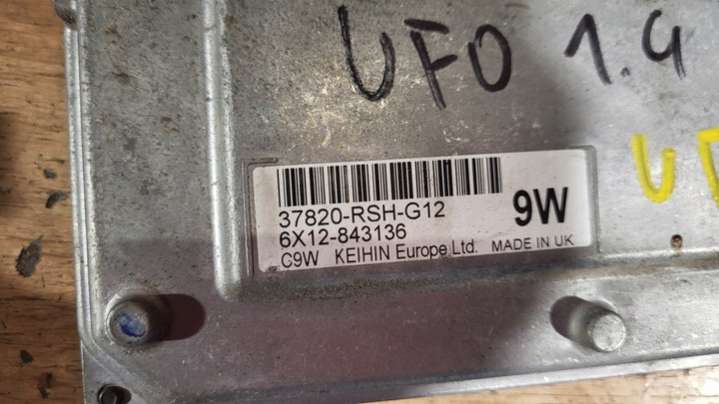 UFO 1.4
U
37820-RSH-G12
9W
6X12-843136
C9W KEIHIN Europe Ltd. MADE IN UK